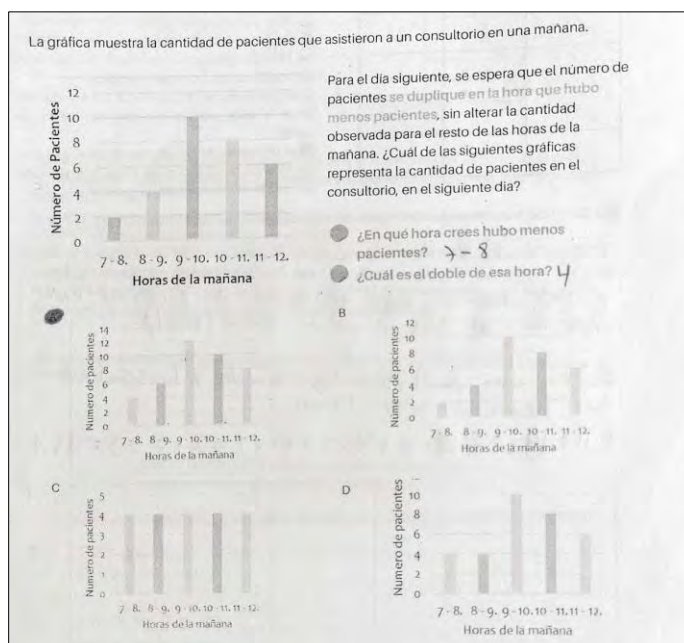 La gráfica muestra la cantidad de pacientes que asistieron a un consultorio en una mañana.
Número de Pacientes
12
10
8
6
4
2
0
7 - 8. 8 - 9. 9 - 10. 10 - 11. 11 - 12.
Horas de la mañana
Para el día siguiente, se espera que el número de
pacientes se duplique en la hora que hubo
menos pacientes, sin alterar la cantidad
observada para el resto de las horas de la
mañana. ¿Cuál de las siguientes gráficas
representa la cantidad de pacientes en el
consultorio, en el siguiente dia?
¿En qué hora crees hubo menos
pacientes? 7-8
¿Cuál es el doble de esa hora? 4
Numero de pacientes
14
12
10
8
6
4
2
0
7 - 8. 8 - 9. 9 - 10. 10 - 11. 11 - 12.
Horas de la mañana
B
Numero de pacientes
12
10
8
6
4
2
0
7 - 8. 8 - 9. 9 - 10. 10 - 11. 11 - 12.
Horas de la mañana
C
Numero de pacientes
5
4
3
2
1
0
7 - 8. 8 - 9. 9 - 10. 10 - 11. 11 - 12.
Horas de la mañana
D
Numero de pacientes
10
8
6
4
2
0
7 - 8. 8 - 9. 9 - 10. 10 - 11. 11 - 12.
Horas de la mañana